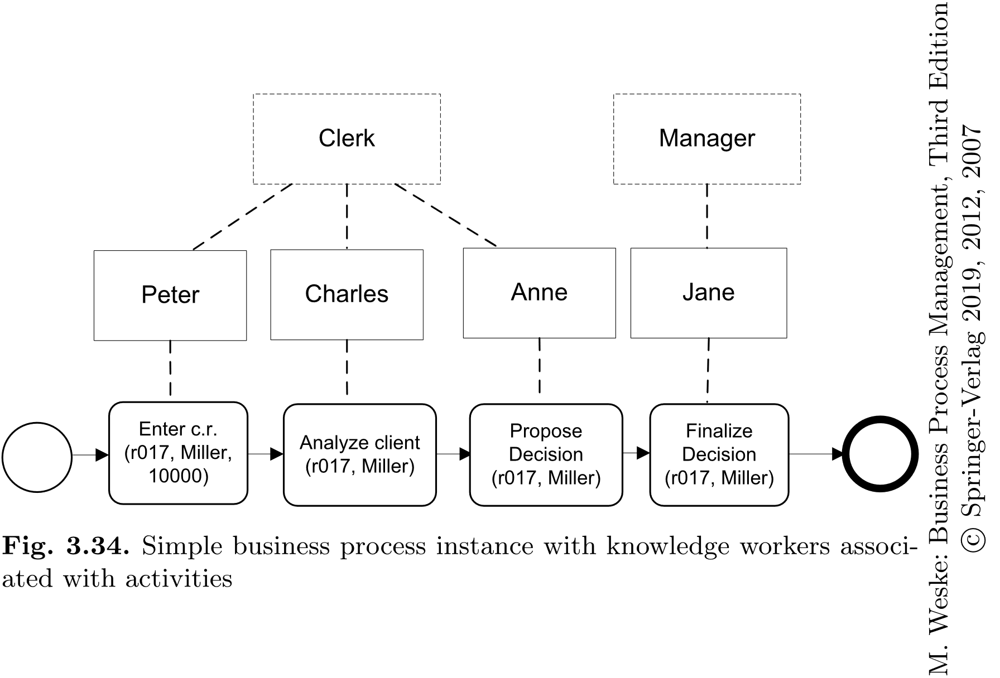 Clerk
Manager
Peter
Charles
Anne
Jane
Enter c.r.
(r017, Miller,
10000)
Analyze client
(r017, Miller)
Propose
Decision
(r017, Miller)
Finalize
Decision
(r017, Miller)
Fig. 3.34. Simple business process instance with knowledge workers associ-
ated with activities
M. Weske: Business Process Management, Third Edition
© Springer-Verlag 2019, 2012, 2007